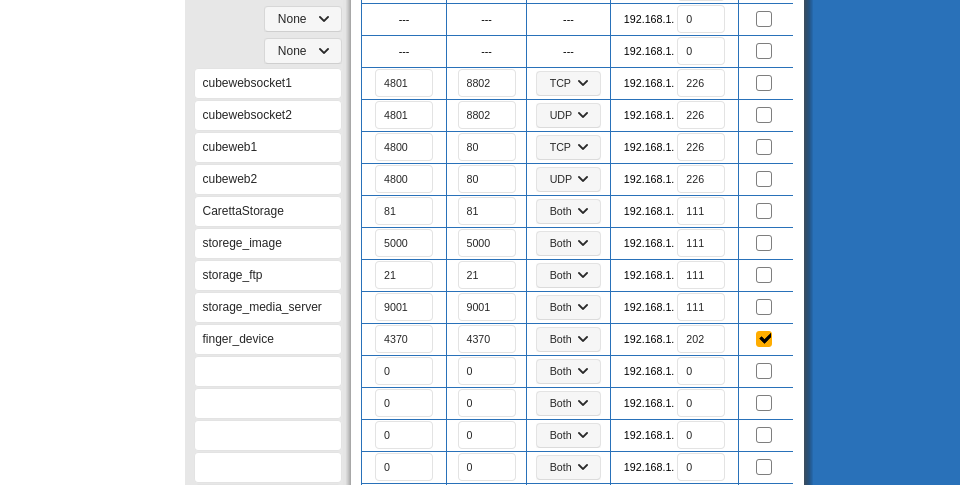 None --- --- --- 192.168.1. 0
None --- --- --- 192.168.1. 0
cubewebsocket1 4801 8802 TCP 192.168.1. 226
cubewebsocket2 4801 8802 UDP 192.168.1. 226
cubeweb1 4800 80 TCP 192.168.1. 226
cubeweb2 4800 80 UDP 192.168.1. 226
CarettaStorage 81 81 Both 192.168.1. 111
storege_image 5000 5000 Both 192.168.1. 111
storage_ftp 21 21 Both 192.168.1. 111
storage_media_server 9001 9001 Both 192.168.1. 111
finger_device 4370 4370 Both 192.168.1. 202
0 0 Both 192.168.1. 0
0 0 Both 192.168.1. 0
0 0 Both 192.168.1. 0
0 0 Both 192.168.1. 0